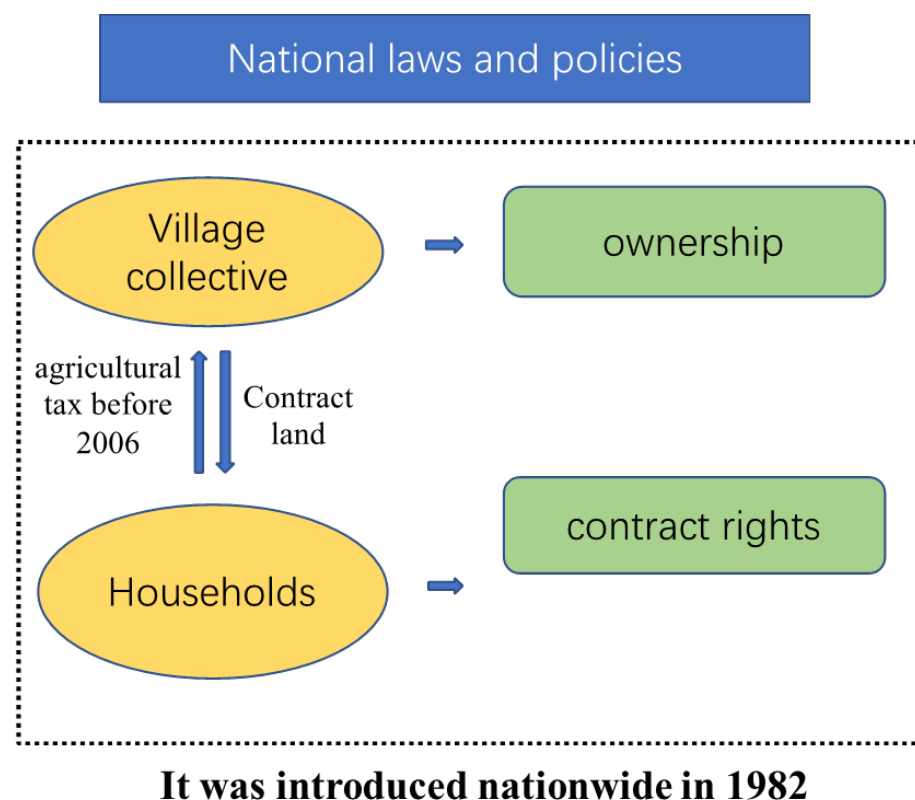 National laws and policies
Village
collective
ownership
agricultural
tax before
2006
Contract
land
Households
contract rights
It was introduced nationwide in 1982